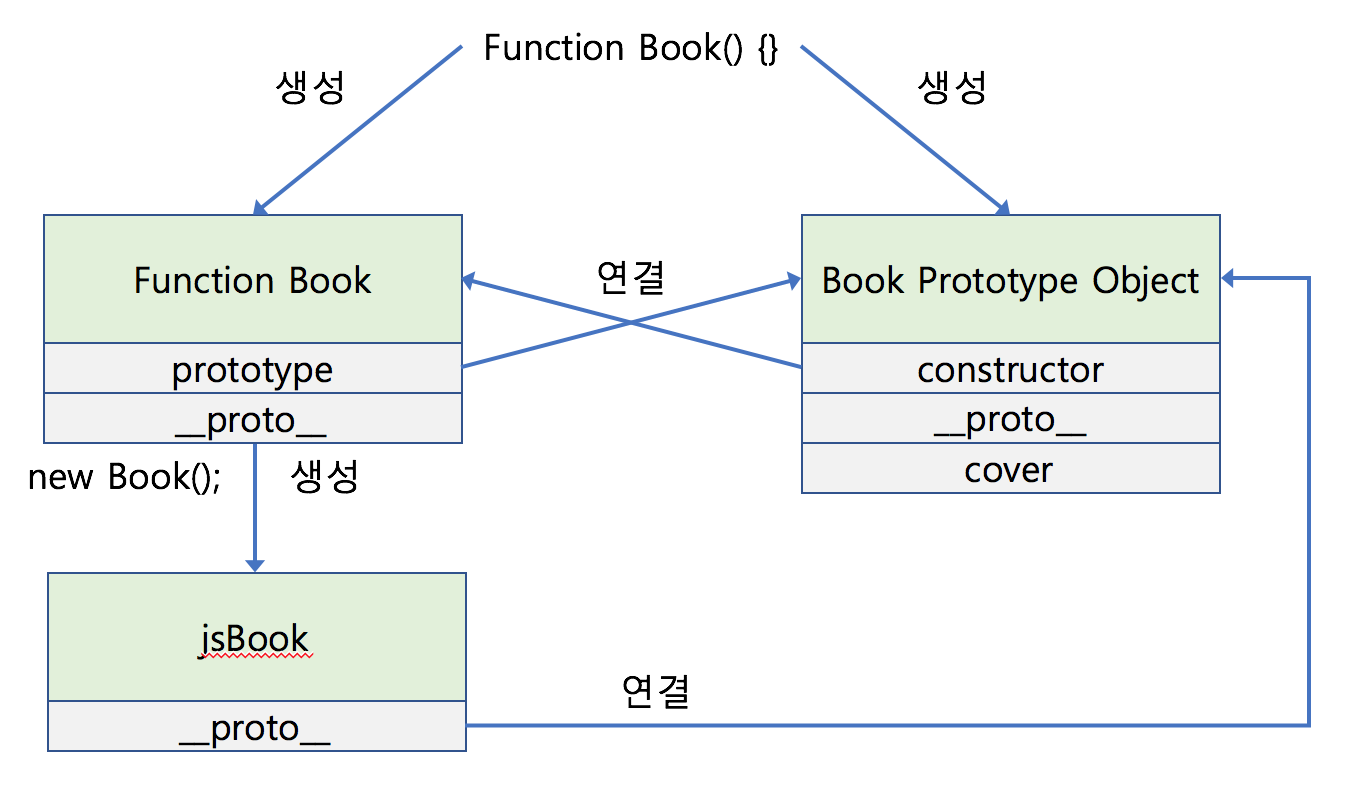 Function Book() {}
생성
생성
Function Book
연결
Book Prototype Object
prototype
constructor
__proto__
__proto__
new Book();
생성
cover
jsBook
연결
__proto__